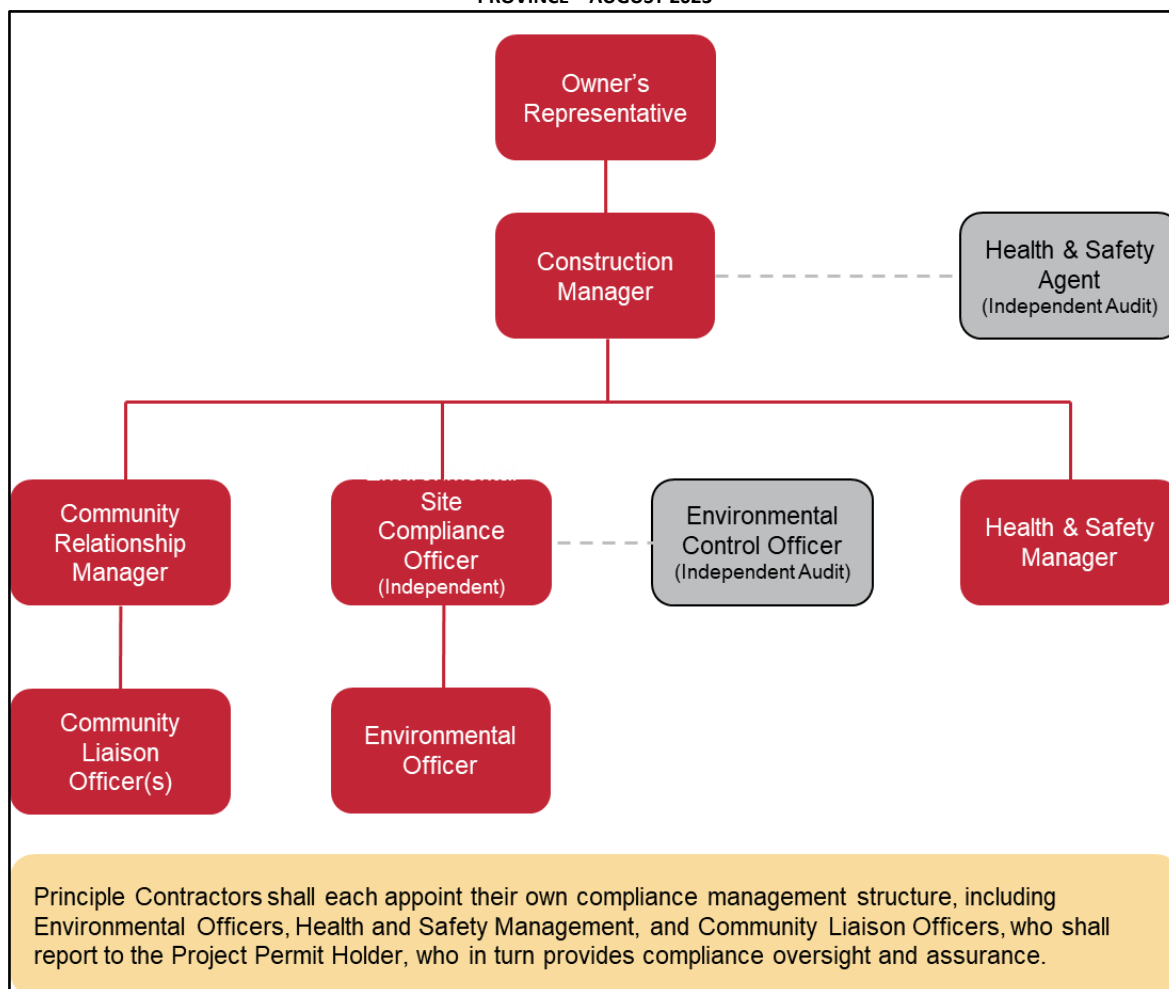 PROVINCE – AUGUST
Owner's
Representative
Construction
Manager
Health & Safety
Agent
(Independent Audit)
Community
Relationship
Manager
Environmental
Site
Compliance
Officer
(Independent)
Environmental
Control Officer
(Independent Audit)
Health & Safety
Manager
Community
Liaison
Officer(s)
Environmental
Officer
Principle Contractors shall each appoint their own compliance management structure, including
Environmental Officers, Health and Safety Management, and Community Liaison Officers, who shall
report to the Project Permit Holder, who in turn provides compliance oversight and assurance.